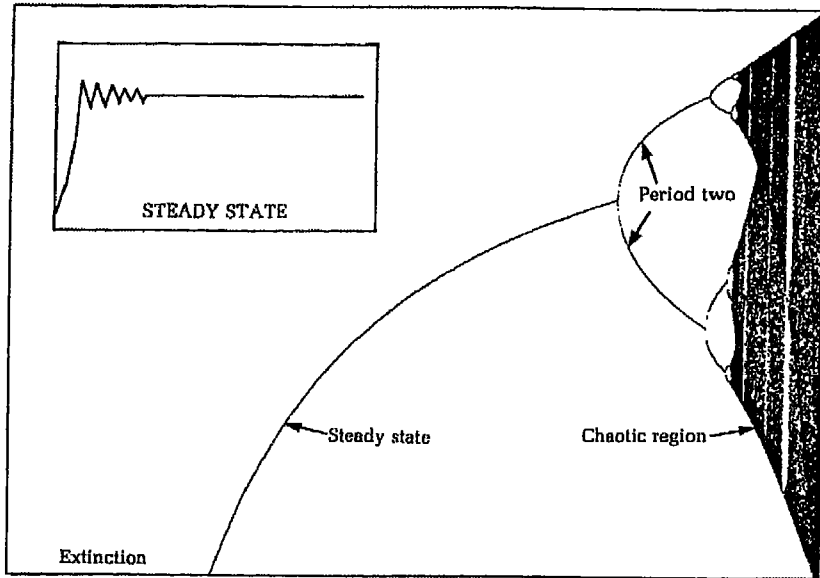 STEADY STATE
Period two
Steady state
Chaotic region
Extinction